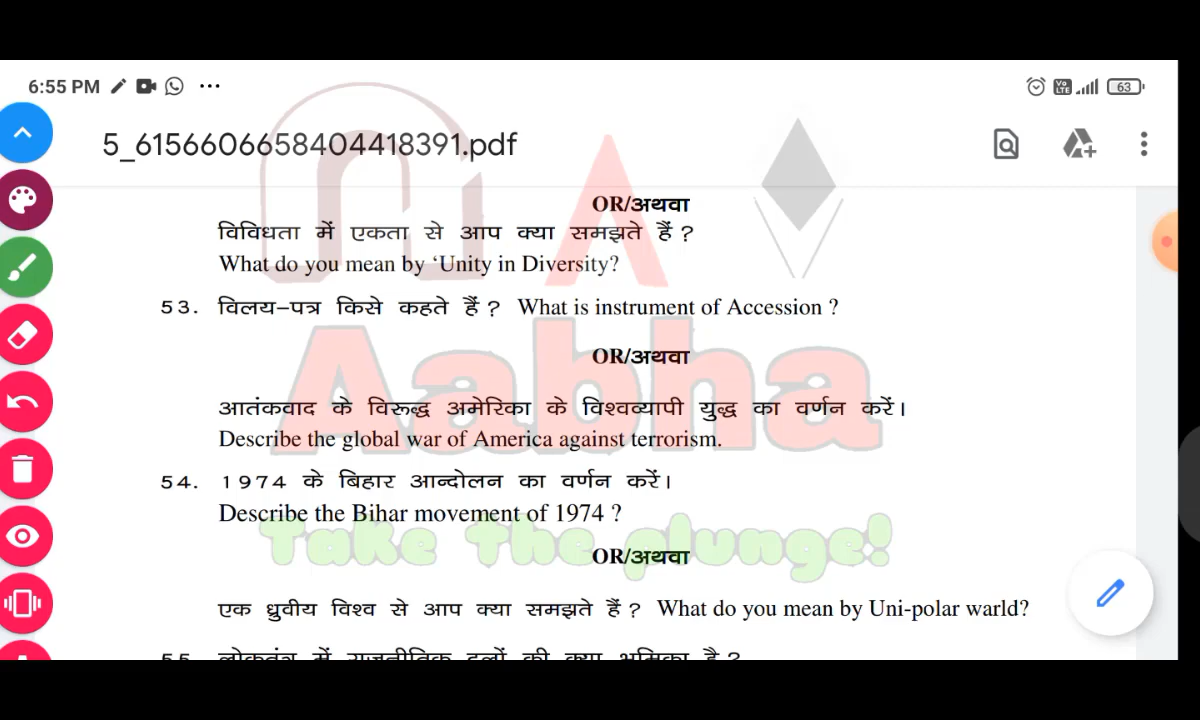 6:55 PM
63
5_6156606658404418391.pdf
OR/अथवा
विविधता में एकता से आप क्या समझते हैं ?
What do you mean by ‘Unity in Diversity?
53. विलय-पत्र किसे कहते हैं ? What is instrument of Accession ?
OR/अथवा
आतंकवाद के विरूद्ध अमेरिका के विश्वव्यापी युद्ध का वर्णन करें।
Describe the global war of America against terrorism.
Aabha
54. 1974 के बिहार आन्दोलन का वर्णन करें।
Describe the Bihar movement of 1974 ?
Take the plunge!
OR/अथवा
एक ध्रुवीय विश्व से आप क्या समझते हैं ? What do you mean by Uni-polar warld?
55. लोकतंत्र में राजनीतिक दलों की क्या भूमिका है ?